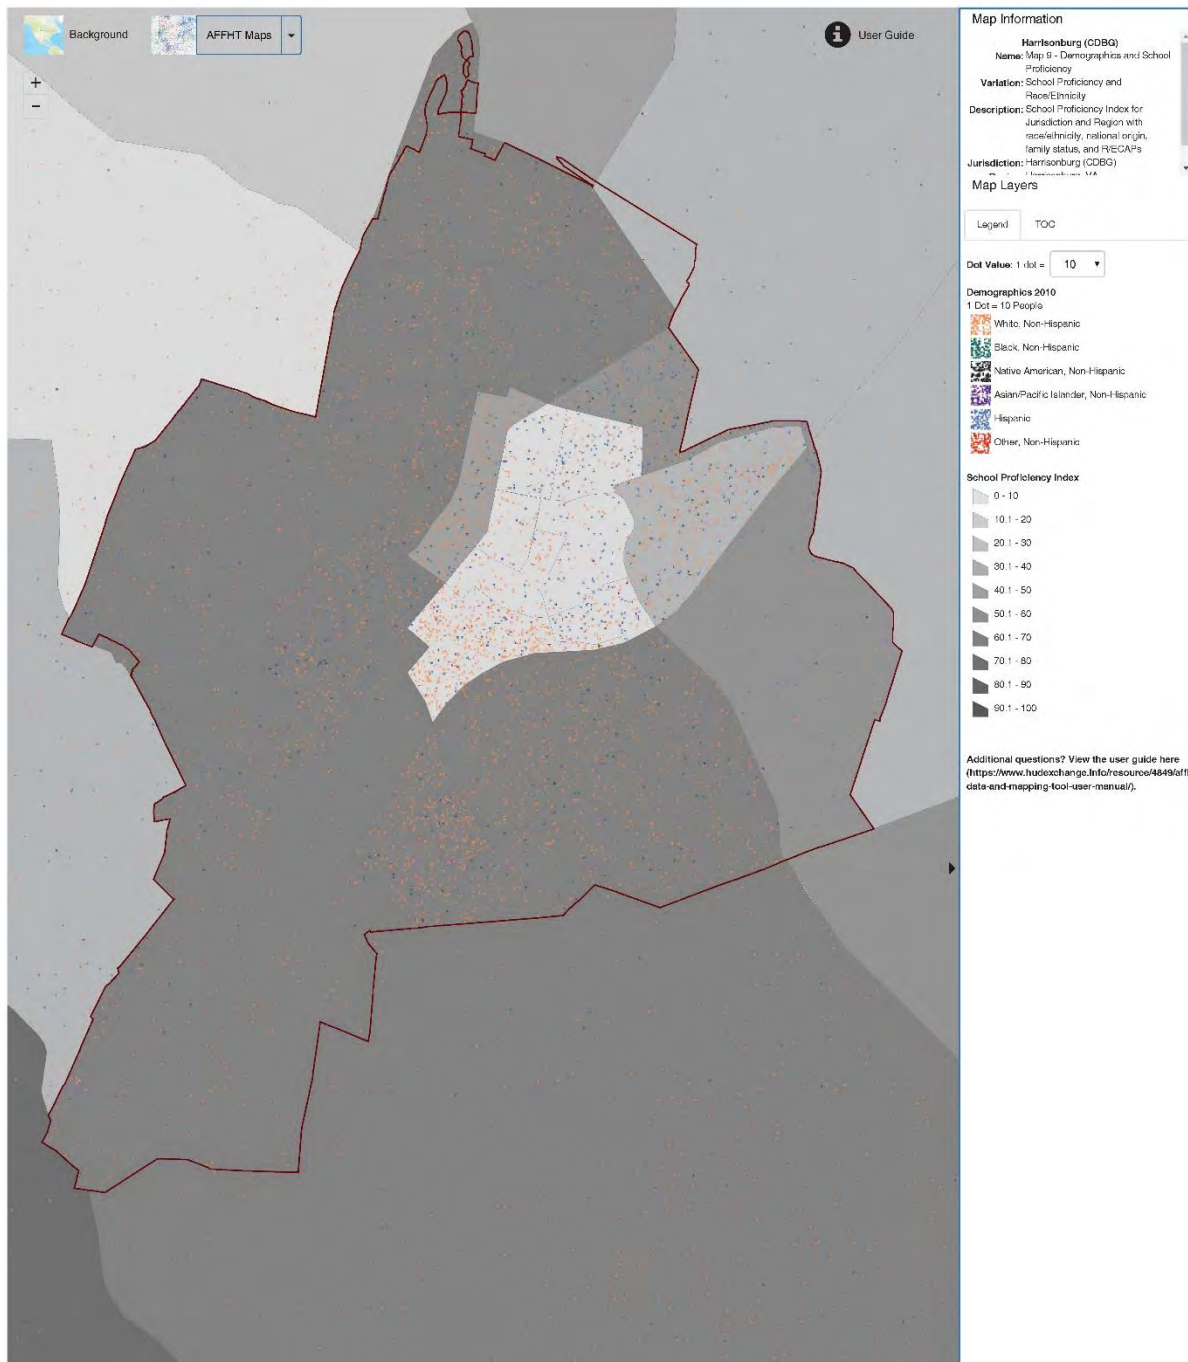 Background
AFFHT Maps
User Guide
+
−
Map Information
Harrisonburg (CDBG)
Name: Map 9 - Demographics and School
Proficiency
Variation: School Proficiency and
Race/Ethnicity
Description: School Proficiency Index for
Jurisdiction and Region with
race/ethnicity, national origin,
family status, and R/ECAPs
Jurisdiction: Harrisonburg (CDBG)
Harrisonburg, VA
Map Layers
Legend
TOC
Dot Value: 1 dot = 10
Demographics 2010
1 Dot = 10 People
White, Non-Hispanic
Black, Non-Hispanic
Native American, Non-Hispanic
Asian/Pacific Islander, Non-Hispanic
Hispanic
Other, Non-Hispanic
School Proficiency Index
0 - 10
10.1 - 20
20.1 - 30
30.1 - 40
40.1 - 50
50.1 - 60
60.1 - 70
70.1 - 80
80.1 - 90
90.1 - 100
Additional questions? View the user guide here
(https://www.hudexchange.info/resource/4849/aff
data-and-mapping-tool-user-manual/).